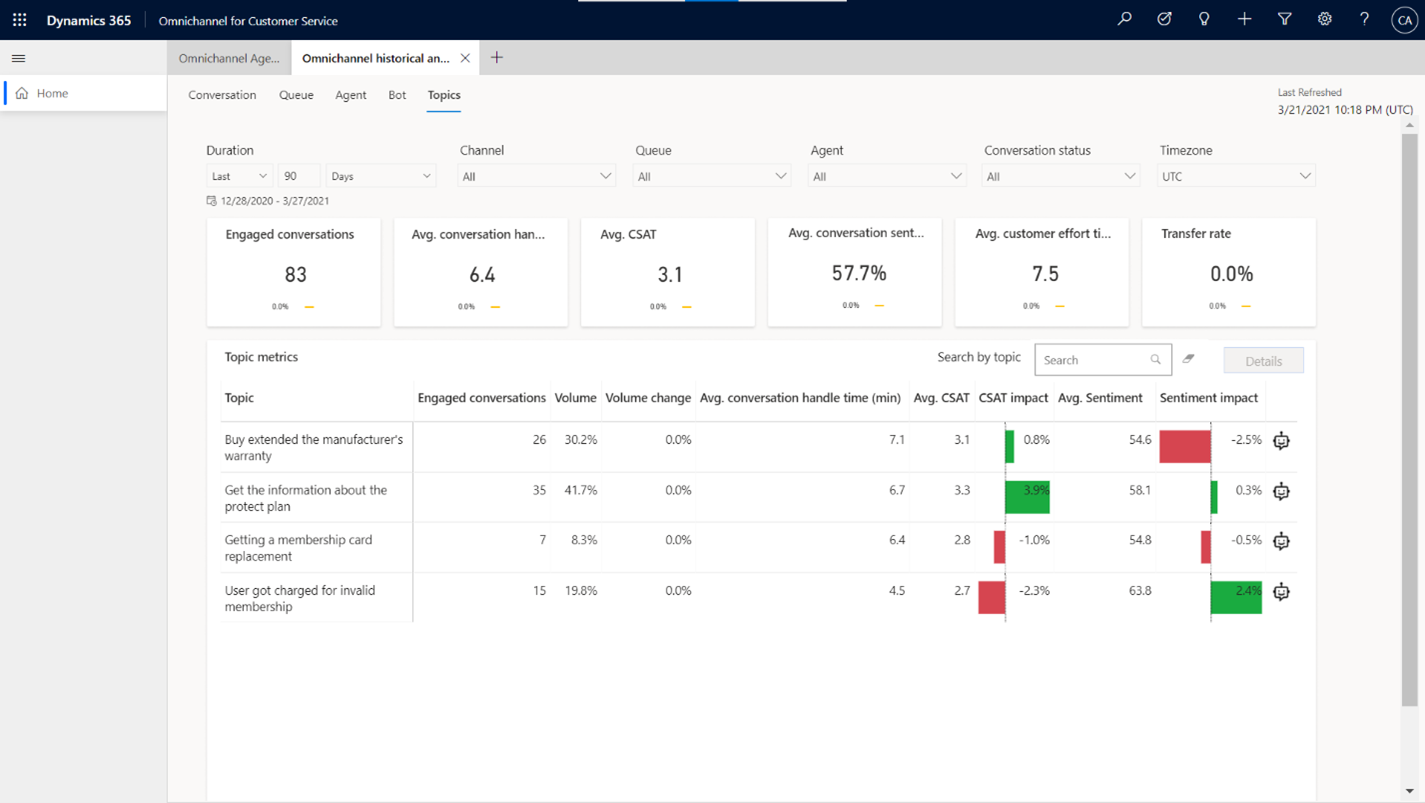 Dynamics 365 Omnichannel for Customer Service CA
Omnichannel Age... Omnichannel historical an...
Home
Conversation Queue Agent Bot Topics
Last Refreshed
3/21/2021 10:18 PM (UTC)
Duration Channel Queue Agent Conversation status Timezone
Last 90 Days All All All All UTC
12/28/2020 - 3/27/2021
Engaged conversations Avg. conversation han... Avg. CSAT Avg. conversation sent... Avg. customer effort ti... Transfer rate
83 6.4 3.1 57.7% 7.5 0.0%
0.0% 0.0% 0.0% 0.0% 0.0% 0.0%
Topic metrics Search by topic Search Details
Topic Engaged conversations Volume Volume change Avg. conversation handle time (min) Avg. CSAT CSAT impact Avg. Sentiment Sentiment impact
Buy extended the manufacturer's 26 30.2% 0.0% 7.1 3.1 0.8% 54.6 -2.5%
warranty
Get the information about the 35 41.7% 0.0% 6.7 3.3 3.9% 58.1 0.3%
protect plan
Getting a membership card 7 8.3% 0.0% 6.4 2.8 -1.0% 54.8 -0.5%
replacement
User got charged for invalid 15 19.8% 0.0% 4.5 2.7 -2.3% 63.8 2.4%
membership